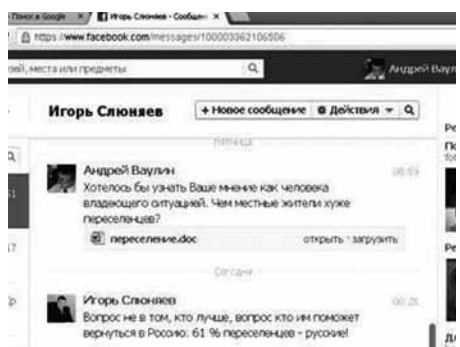 Поиск в Google
Игорь Слюняев - Сообщен
https://www.facebook.com/messages/100003362106506
места или предметы
Андрей Ваул
Игорь Слюняев
+ Новое сообщение
Действия
Пятница
Андрей Ваулин
08:59
Хотелось бы узнать Ваше мнение как человека
владеющего ситуацией. Чем местные жители хуже
переселенцев?
переселение.doc
открыть · загрузить
Сегодня
Игорь Слюняев
00:26
Вопрос не в том, кто лучше, вопрос кто им поможет
вернуться в Россию: 61 % переселенцев - русские!